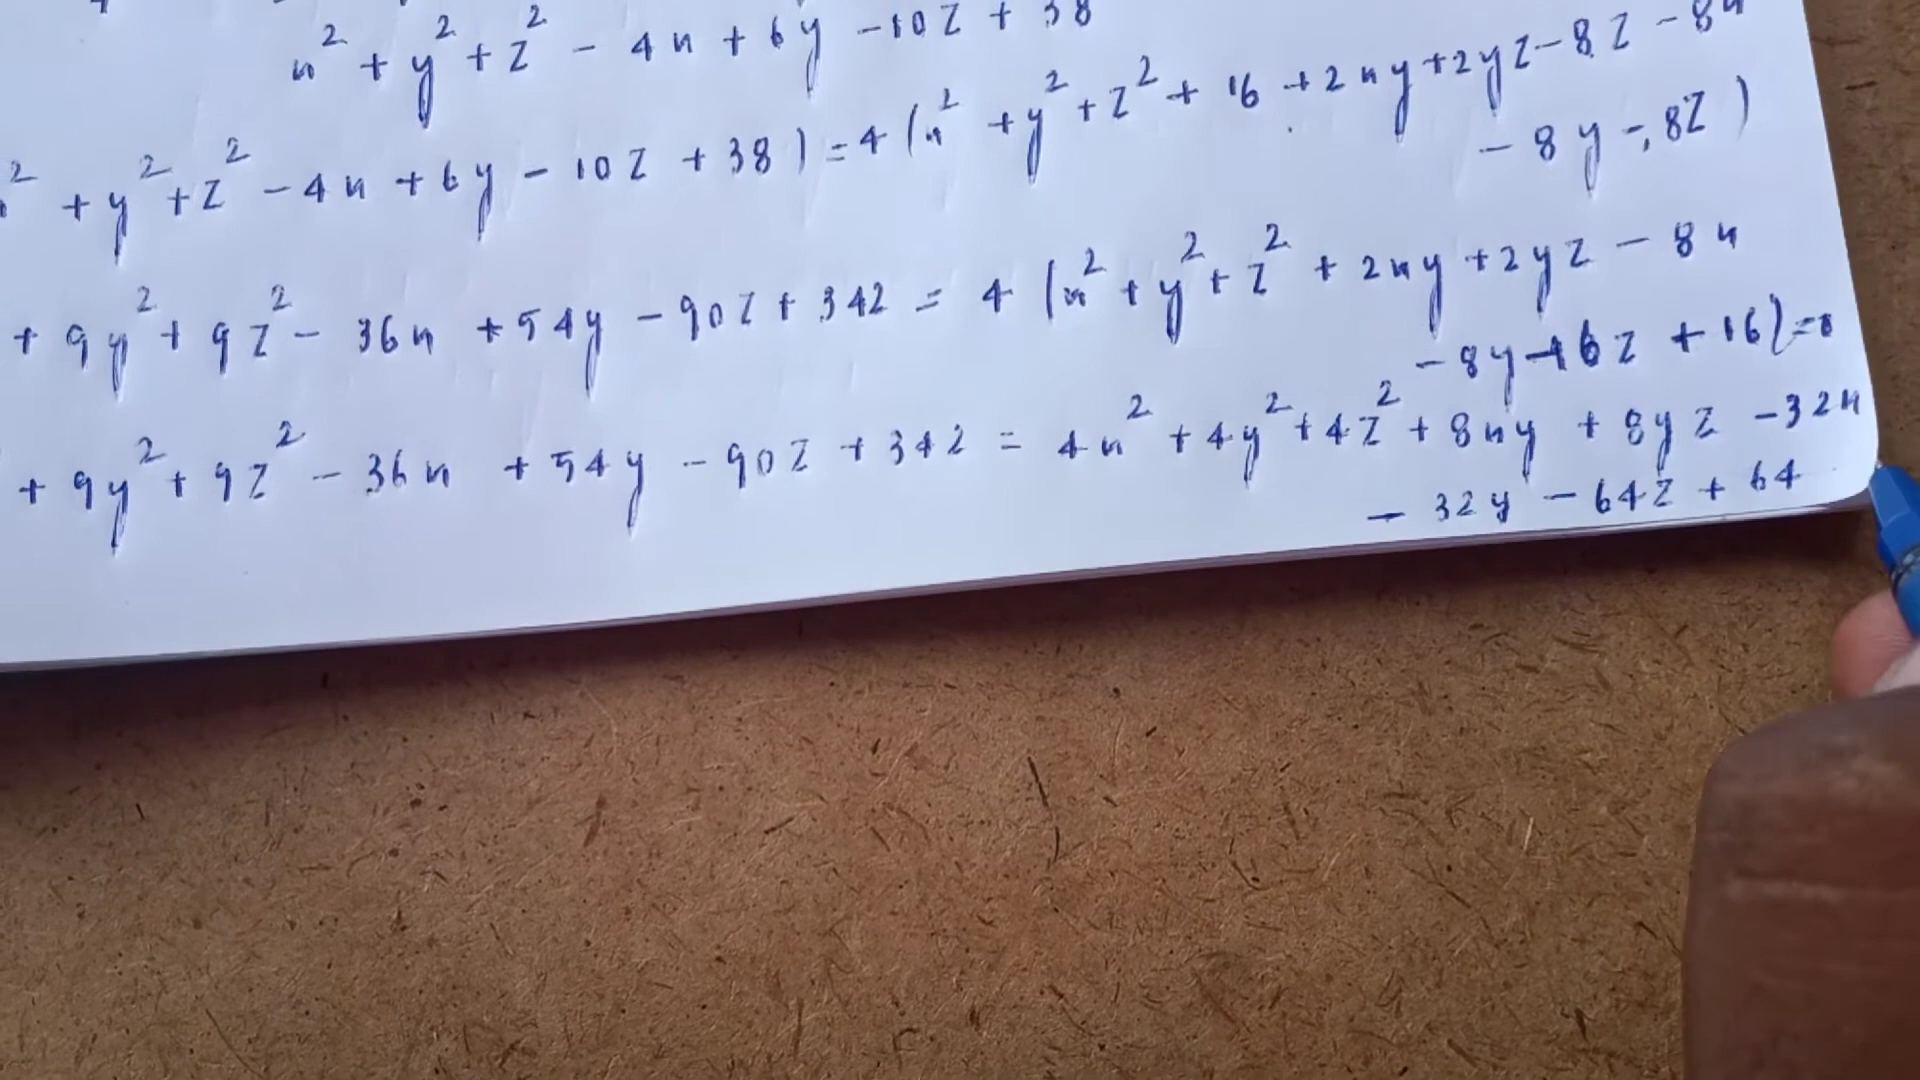 x² + y² + z² - 4x + 6y - 10z + 38
² + y² + z² - 4x + 6y - 10z + 38) = 4(x² + y² + z² + 16 + 2xy + 2yz - 8z - 8x
- 8y - 8z)
+ 9y² + 9z² - 36x + 54y - 90z + 342 = 4(x² + y² + z² + 2xy + 2yz - 8x
- 8y - 16z + 16) = 0
+ 9y² + 9z² - 36x + 54y - 90z + 342 = 4x² + 4y² + 4z² + 8xy + 8yz - 32x
- 32y - 64z + 64